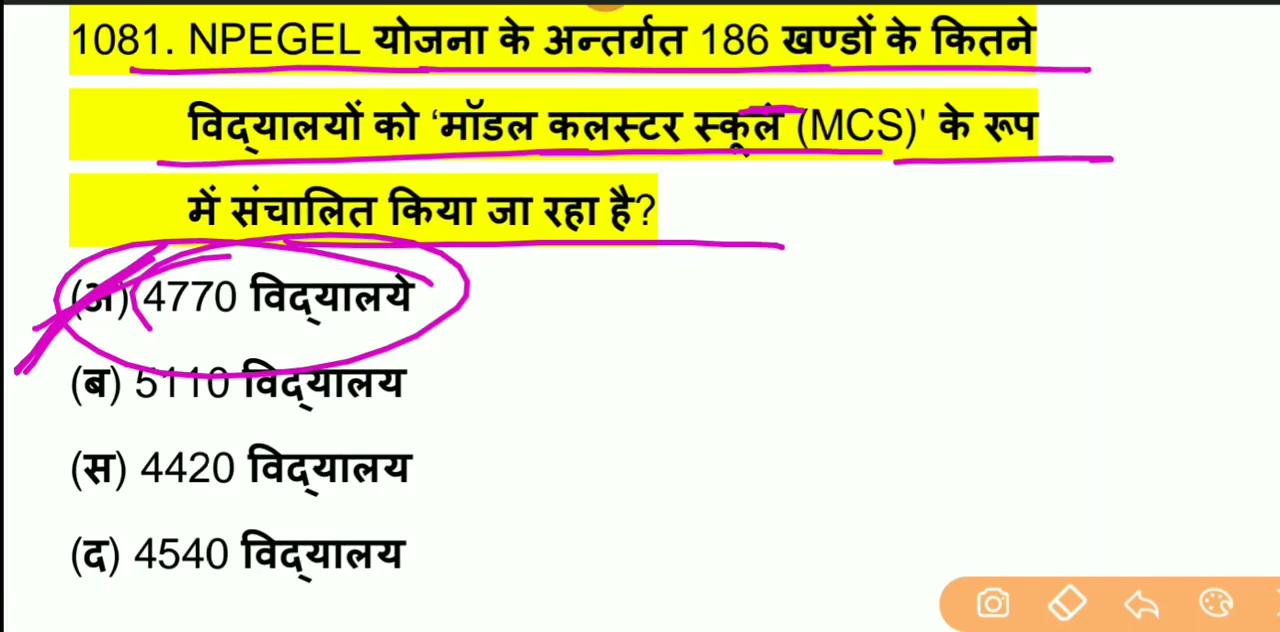 1081. NPEGEL योजना के अन्तर्गत 186 खण्डों के कितने
विद्यालयों को ‘मॉडल कलस्टर स्कूल (MCS)' के रूप
में संचालित किया जा रहा है?
(अ) 4770 विद्यालये
(ब) 5110 विद्यालय
(स) 4420 विद्यालय
(द) 4540 विद्यालय